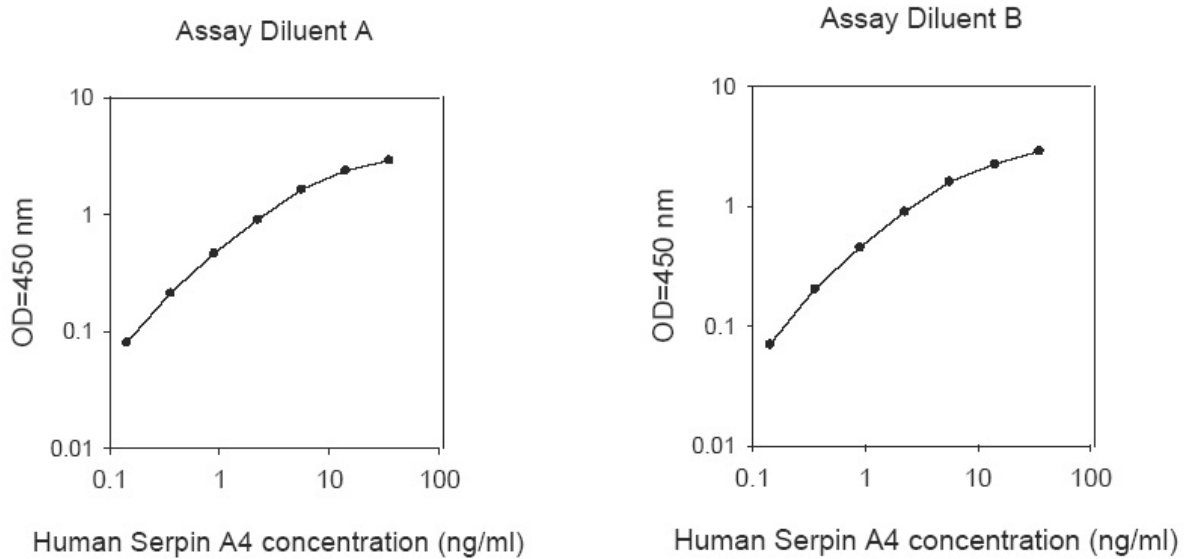 Assay Diluent A
10
1
0.1
0.01
OD=450 nm
0.1 1 10 100
Human Serpin A4 concentration (ng/ml)
Assay Diluent B
10
1
0.1
0.01
OD=450 nm
0.1 1 10 100
Human Serpin A4 concentration (ng/ml)